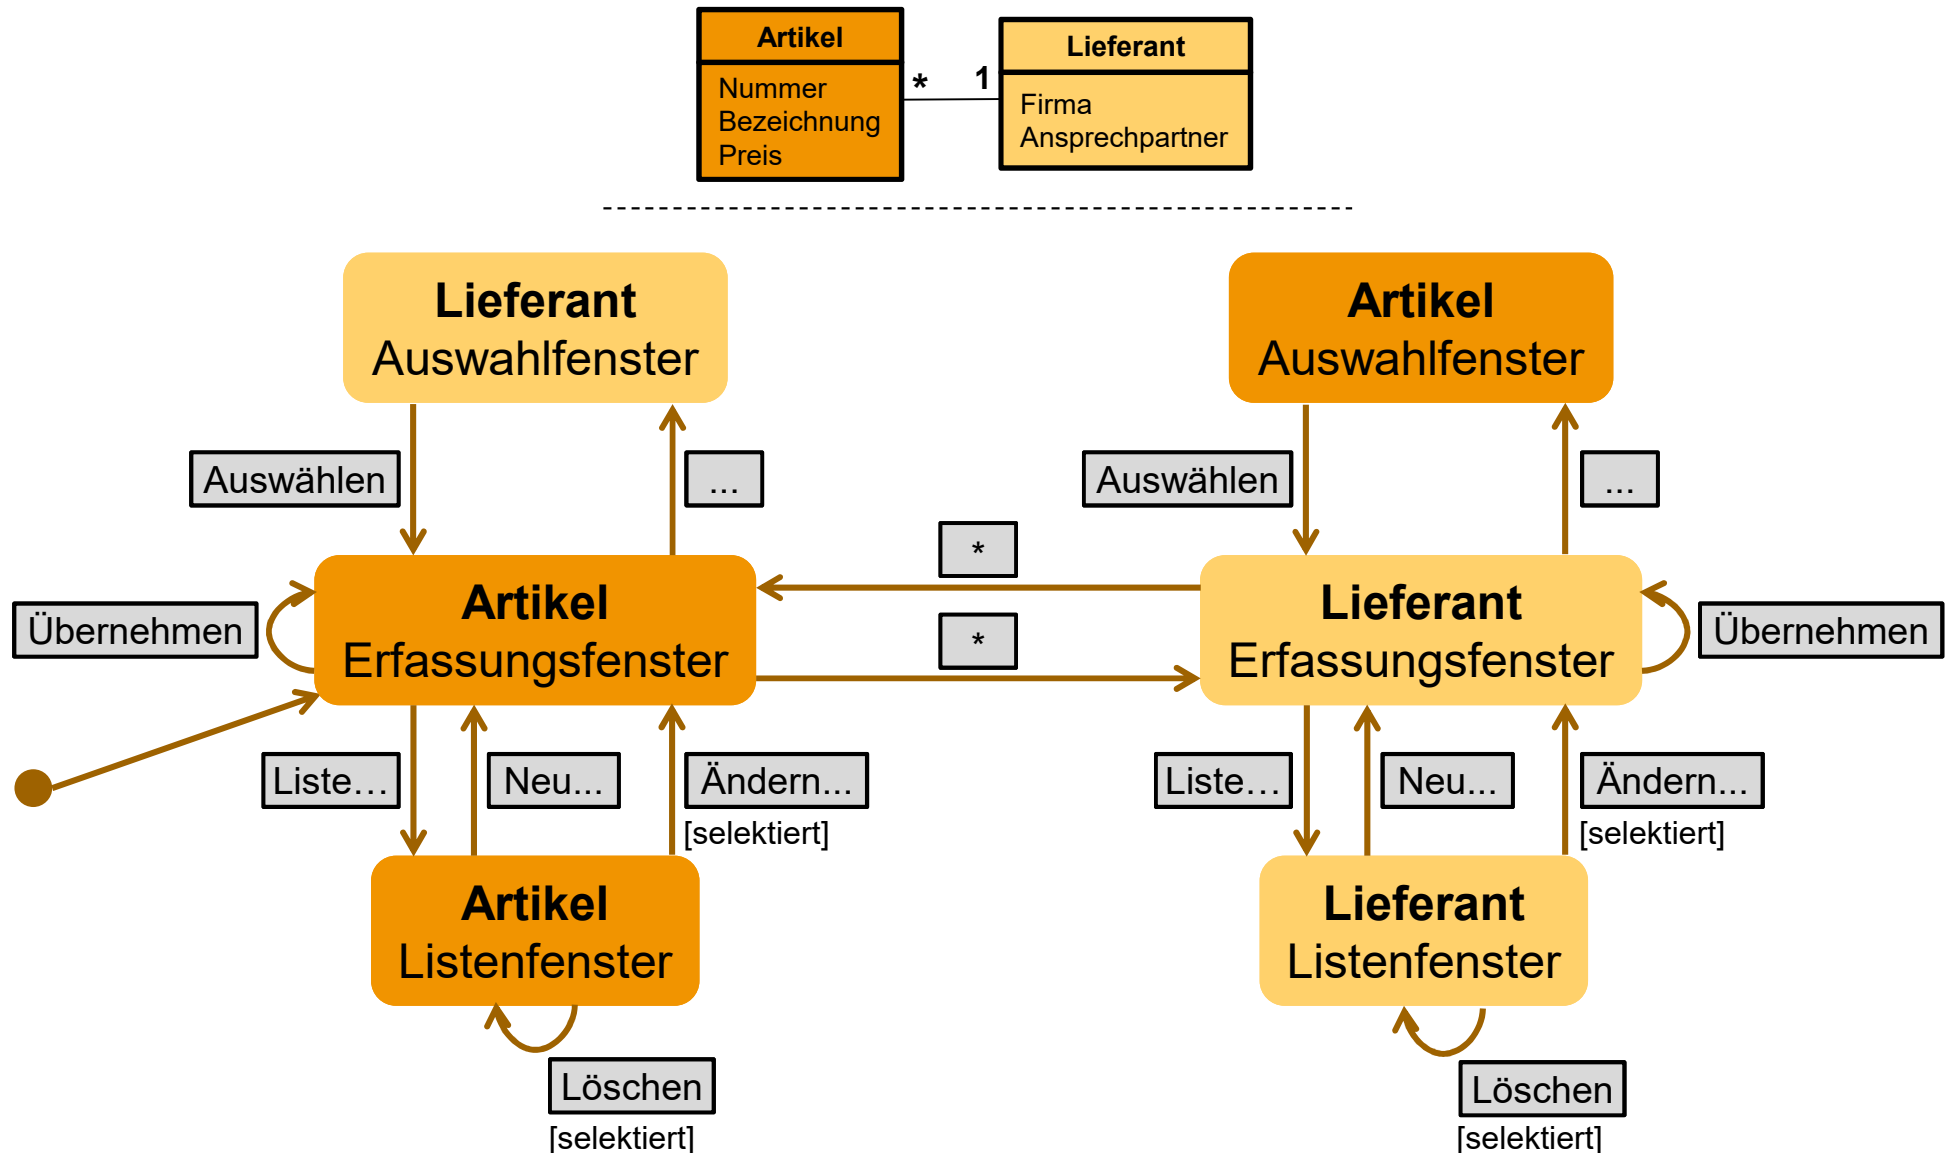 Artikel
Nummer
Bezeichnung
Preis
* 1
Lieferant
Firma
Ansprechpartner
Lieferant
Auswahlfenster
Artikel
Auswahlfenster
Auswählen
...
Auswählen
...
*
Übernehmen
Artikel
Erfassungsfenster
*
Lieferant
Erfassungsfenster
Übernehmen
Liste…
Neu...
Ändern...
[selektiert]
Liste…
Neu...
Ändern...
[selektiert]
Artikel
Listenfenster
Lieferant
Listenfenster
Löschen
[selektiert]
Löschen
[selektiert]